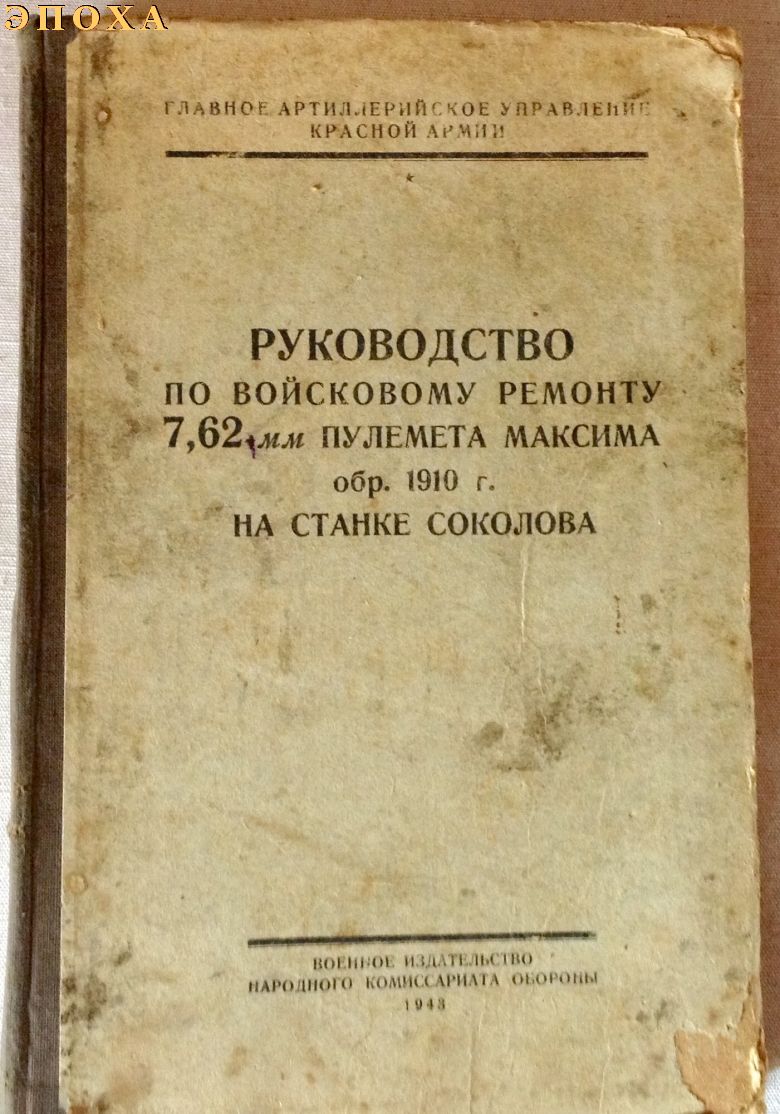 ЭПОХА
ГЛАВНОЕ АРТИЛЛЕРИЙСКОЕ УПРАВЛЕНИЕ
КРАСНОЙ АРМИИ
РУКОВОДСТВО
ПО ВОЙСКОВОМУ РЕМОНТУ
7,62 мм ПУЛЕМЕТА МАКСИМА
обр. 1910 г.
НА СТАНКЕ СОКОЛОВА
ВОЕННОЕ ИЗДАТЕЛЬСТВО
НАРОДНОГО КОМИССАРИАТА ОБОРОНЫ
1943